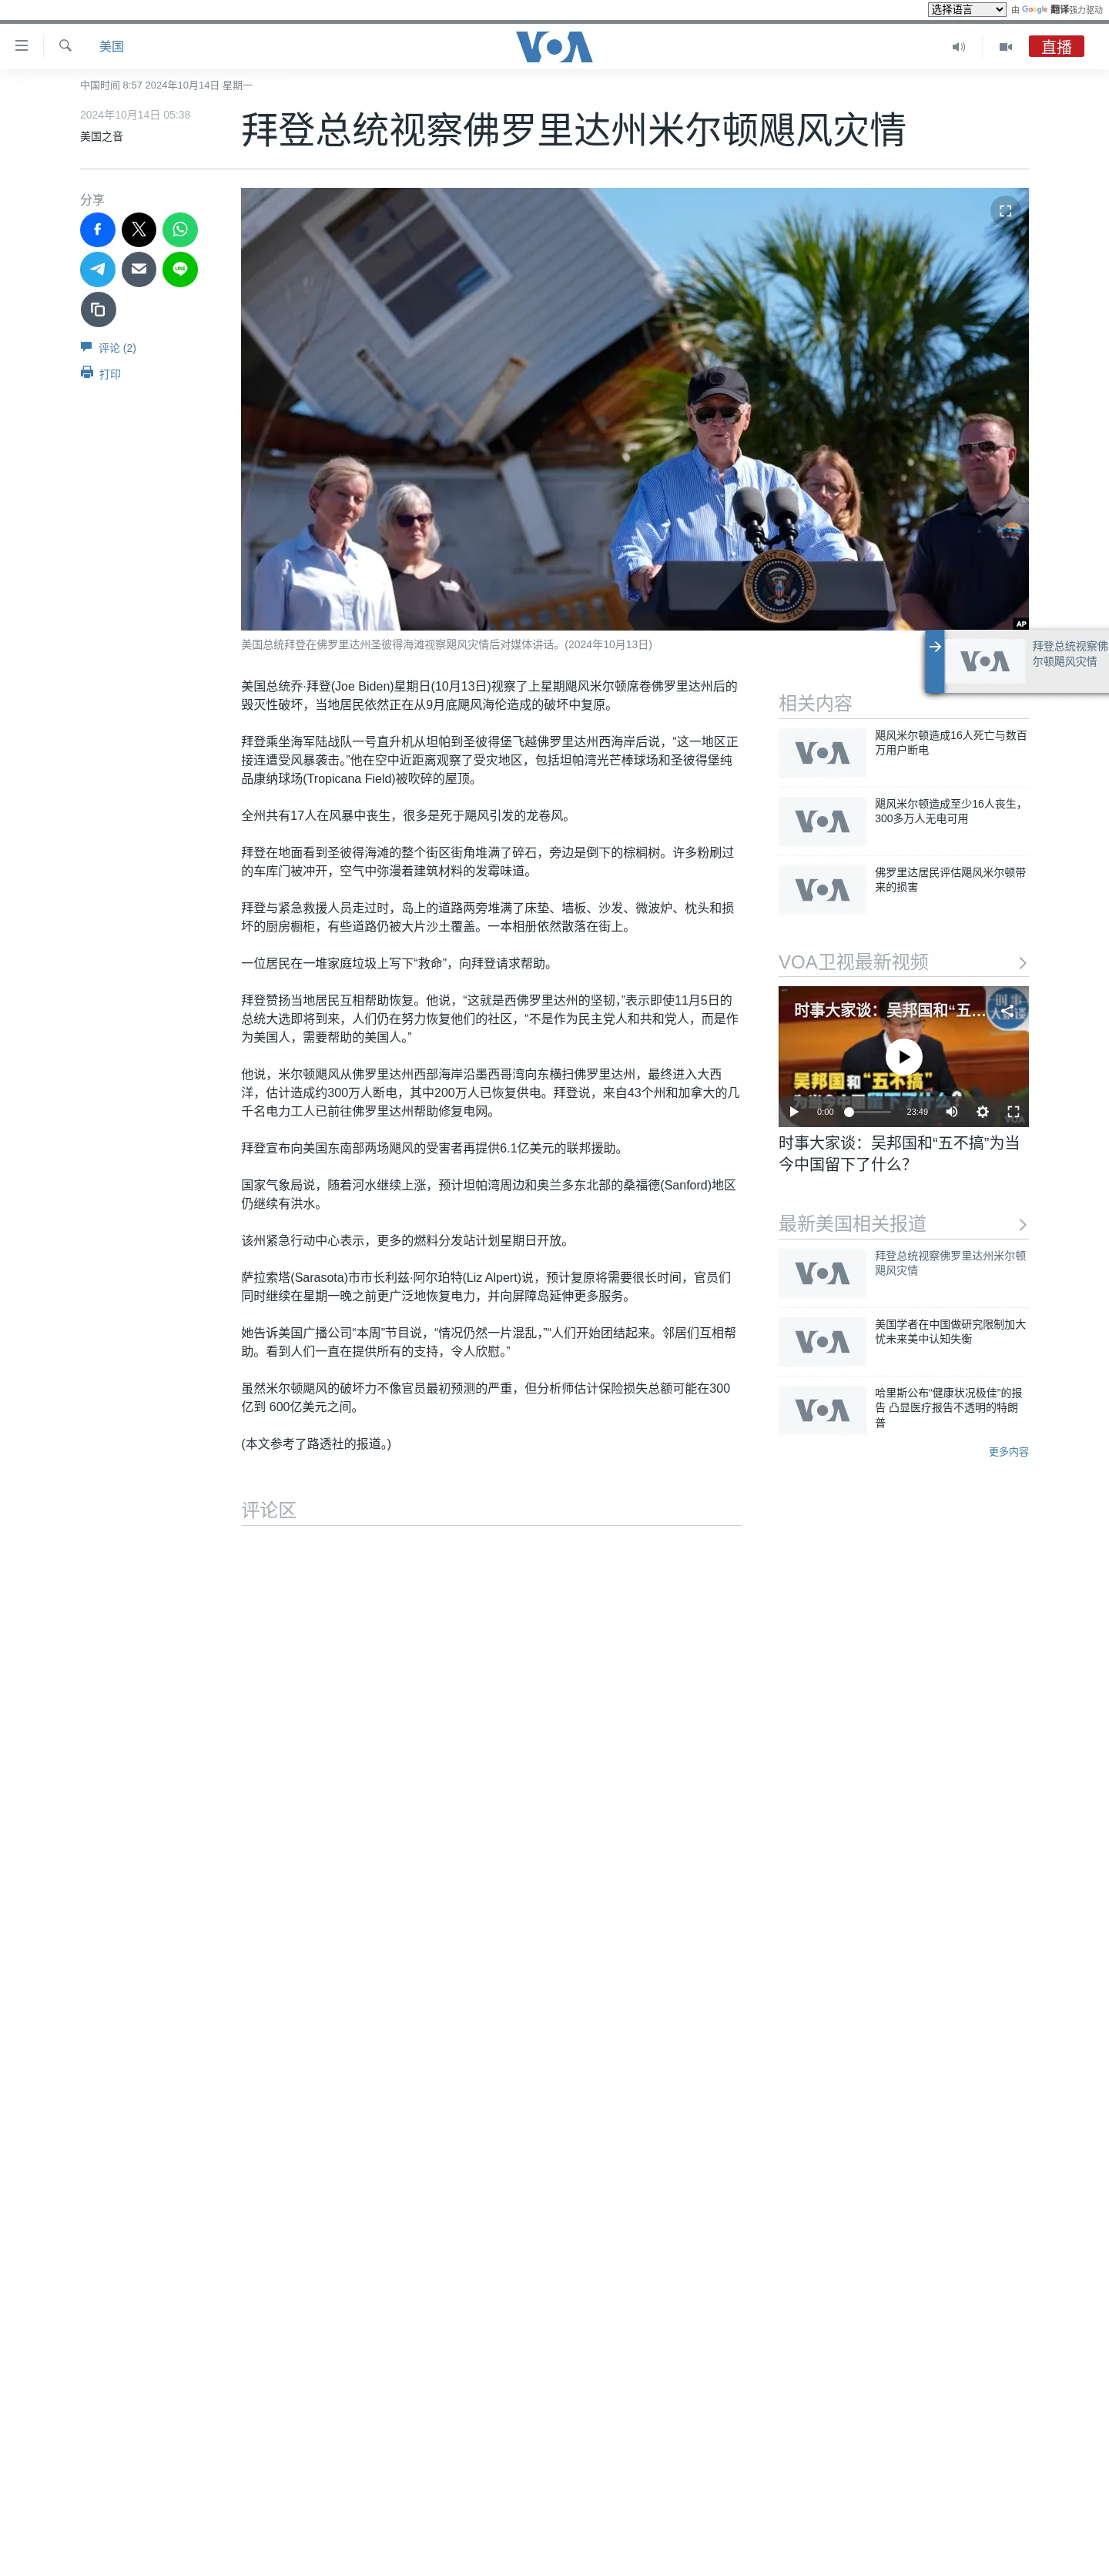 选择语言
由 Google 翻译强力驱动
美国
VOA
直播
中国时间 8:57 2024年10月14日 星期一
2024年10月14日 05:38
美国之音
拜登总统视察佛罗里达州米尔顿飓风灾情
分享
评论 (2)
打印
AP
美国总统拜登在佛罗里达州圣彼得海滩视察飓风灾情后对媒体讲话。(2024年10月13日)
VOA
拜登总统视察佛
尔顿飓风灾情
美国总统乔·拜登(Joe Biden)星期日(10月13日)视察了上星期飓风米尔顿席卷佛罗里达州后的
毁灭性破坏，当地居民依然正在从9月底飓风海伦造成的破坏中复原。
拜登乘坐海军陆战队一号直升机从坦帕到圣彼得堡飞越佛罗里达州西海岸后说，“这一地区正
接连遭受风暴袭击。”他在空中近距离观察了受灾地区，包括坦帕湾光芒棒球场和圣彼得堡纯
品康纳球场(Tropicana Field)被吹碎的屋顶。
全州共有17人在风暴中丧生，很多是死于飓风引发的龙卷风。
拜登在地面看到圣彼得海滩的整个街区街角堆满了碎石，旁边是倒下的棕榈树。许多粉刷过
的车库门被冲开，空气中弥漫着建筑材料的发霉味道。
拜登与紧急救援人员走过时，岛上的道路两旁堆满了床垫、墙板、沙发、微波炉、枕头和损
坏的厨房橱柜，有些道路仍被大片沙土覆盖。一本相册依然散落在街上。
一位居民在一堆家庭垃圾上写下“救命”，向拜登请求帮助。
拜登赞扬当地居民互相帮助恢复。他说，“这就是西佛罗里达州的坚韧，”表示即使11月5日的
总统大选即将到来，人们仍在努力恢复他们的社区，“不是作为民主党人和共和党人，而是作
为美国人，需要帮助的美国人。”
他说，米尔顿飓风从佛罗里达州西部海岸沿墨西哥湾向东横扫佛罗里达州，最终进入大西
洋，估计造成约300万人断电，其中200万人已恢复供电。拜登说，来自43个州和加拿大的几
千名电力工人已前往佛罗里达州帮助修复电网。
拜登宣布向美国东南部两场飓风的受害者再提供6.1亿美元的联邦援助。
国家气象局说，随着河水继续上涨，预计坦帕湾周边和奥兰多东北部的桑福德(Sanford)地区
仍继续有洪水。
该州紧急行动中心表示，更多的燃料分发站计划星期日开放。
萨拉索塔(Sarasota)市市长利兹·阿尔珀特(Liz Alpert)说，预计复原将需要很长时间，官员们
同时继续在星期一晚之前更广泛地恢复电力，并向屏障岛延伸更多服务。
她告诉美国广播公司“本周”节目说，“情况仍然一片混乱，”“人们开始团结起来。邻居们互相帮
助。看到人们一直在提供所有的支持，令人欣慰。”
虽然米尔顿飓风的破坏力不像官员最初预测的严重，但分析师估计保险损失总额可能在300
亿到 600亿美元之间。
(本文参考了路透社的报道。)
评论区
相关内容
VOA
飓风米尔顿造成16人死亡与数百
万用户断电
VOA
飓风米尔顿造成至少16人丧生，
300多万人无电可用
VOA
佛罗里达居民评估飓风米尔顿带
来的损害
VOA卫视最新视频
时事大家谈：吴邦国和“五...
时事
大家谈
吴邦国和“五不搞”
为当今中国留下了什么？
0:00
23:49
VOA
时事大家谈：吴邦国和“五不搞”为当
今中国留下了什么？
最新美国相关报道
VOA
拜登总统视察佛罗里达州米尔顿
飓风灾情
VOA
美国学者在中国做研究限制加大
忧未来美中认知失衡
VOA
哈里斯公布“健康状况极佳”的报
告 凸显医疗报告不透明的特朗
普
更多内容